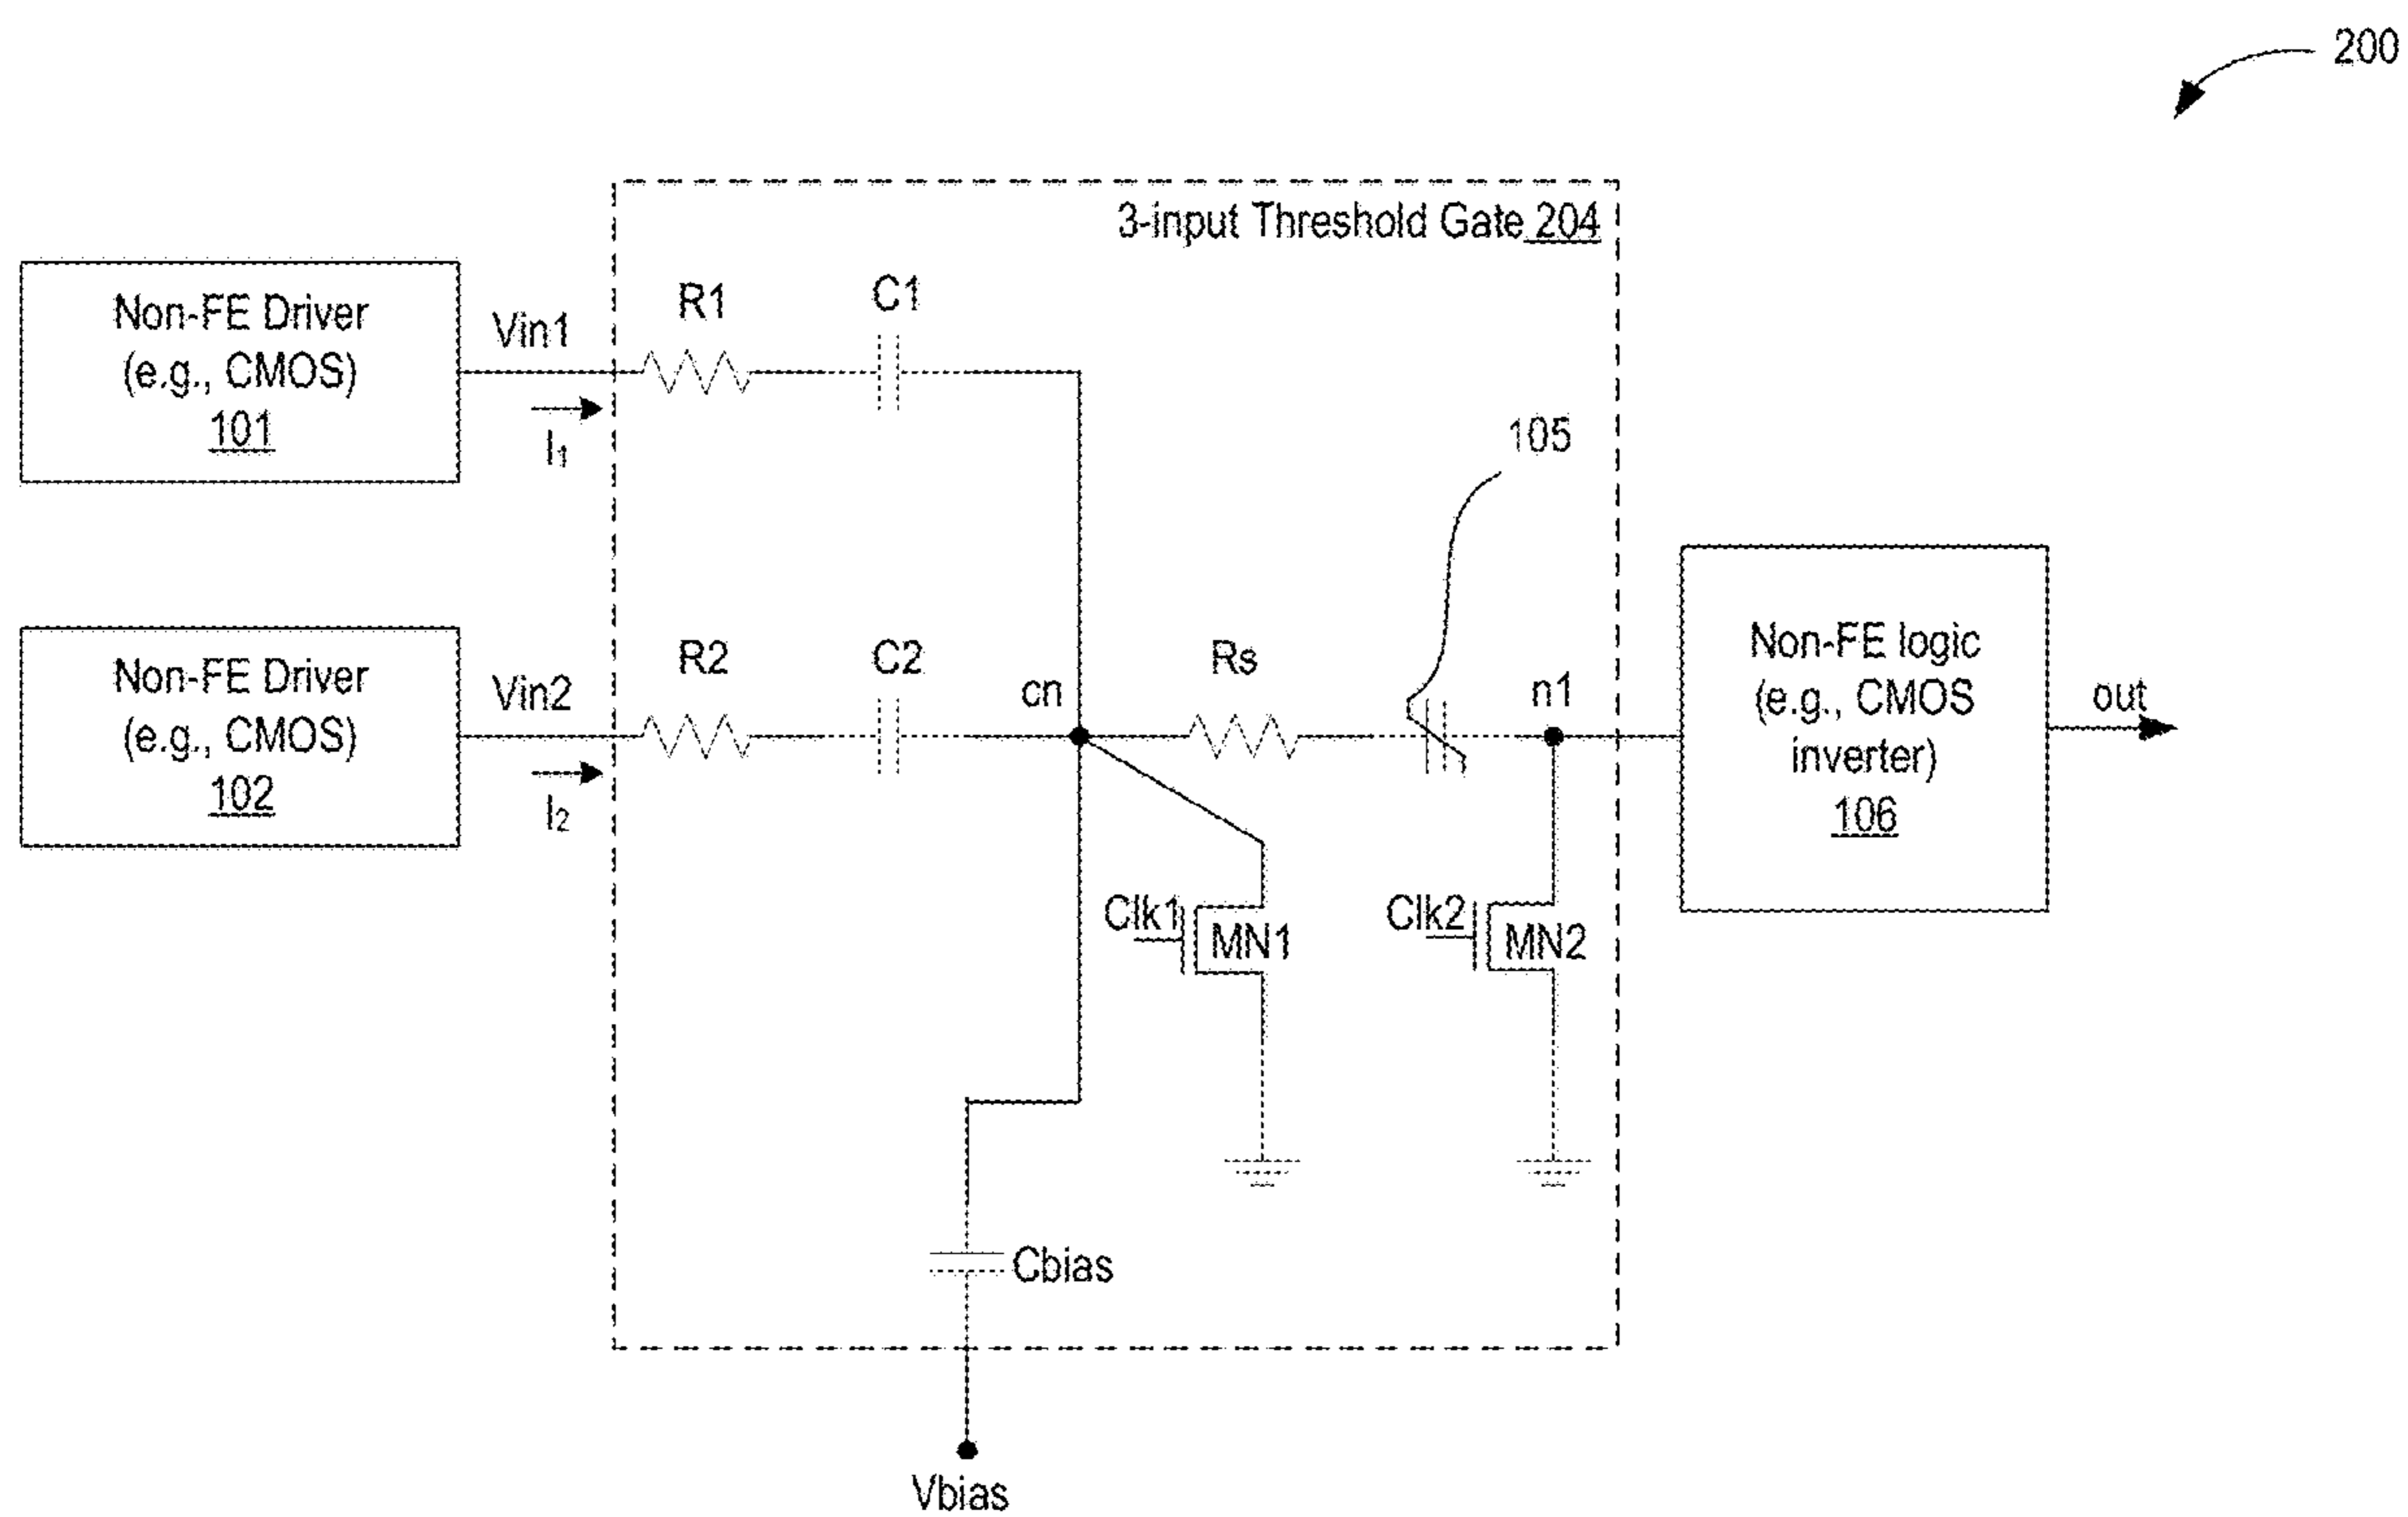 200
3-input Threshold Gate 204
Non-FE Driver
(e.g., CMOS)
101
Vin1
I1
R1
C1
105
Non-FE Driver
(e.g., CMOS)
102
Vin2
I2
R2
C2
cn
Rs
n1
Non-FE logic
(e.g., CMOS
inverter)
106
out
Clk1
MN1
Clk2
MN2
Cbias
Vbias